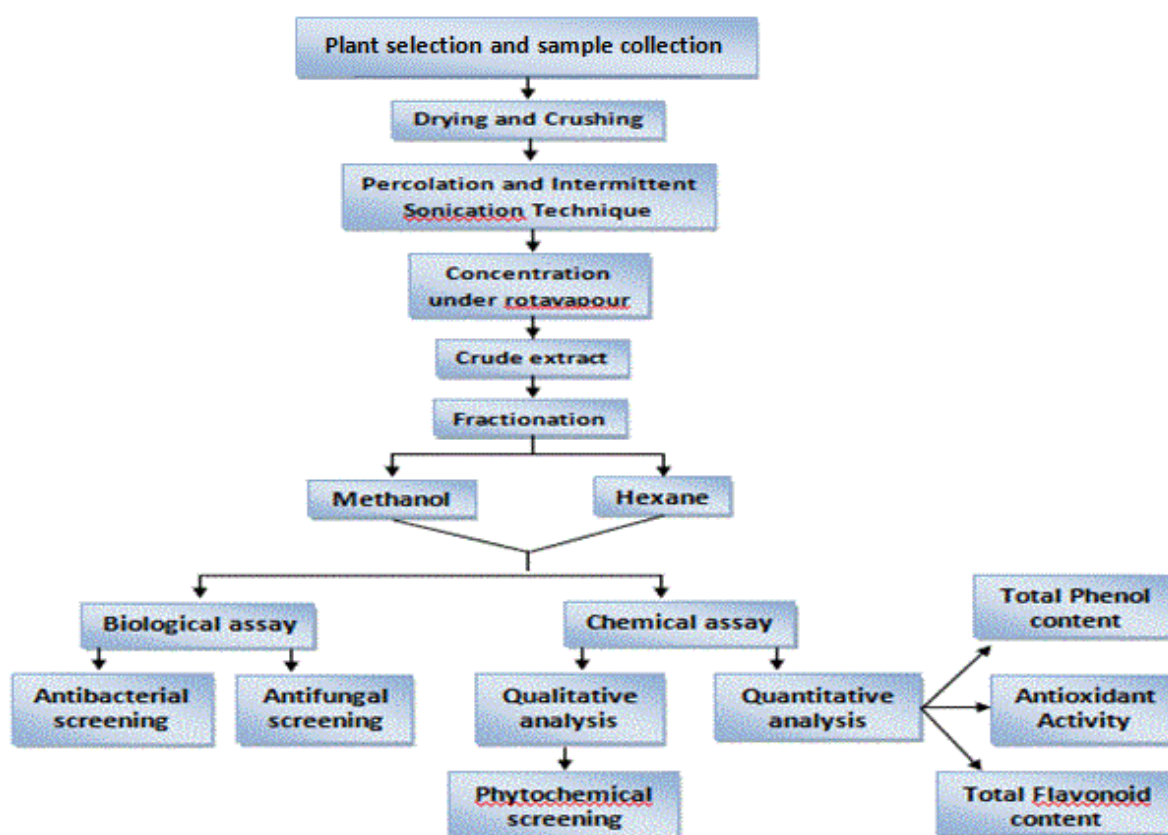 Plant selection and sample collection
Drying and Crushing
Percolation and Intermittent
Sonication Technique
Concentration
under rotavapour
Crude extract
Fractionation
Methanol
Hexane
Biological assay
Chemical assay
Total Phenol
content
Antibacterial
screening
Antifungal
screening
Qualitative
analysis
Quantitative
analysis
Antioxidant
Activity
Phytochemical
screening
Total Flavonoid
content